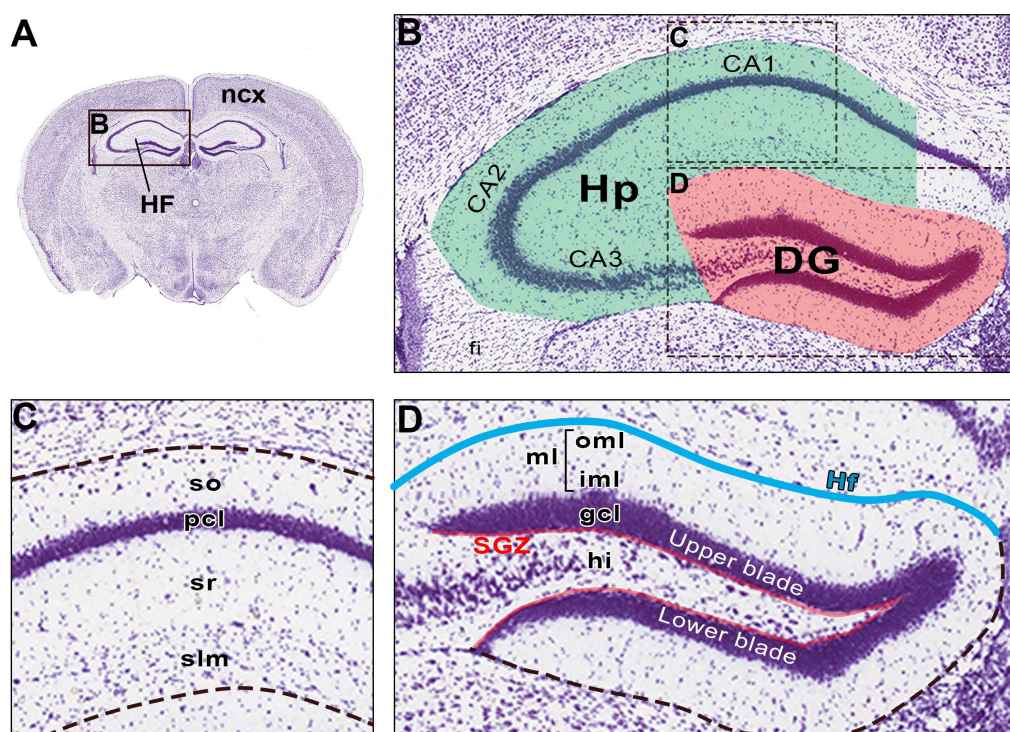 A
ncx
B
HF
B
C
CA1
CA2
Hp
D
CA3
DG
fi
C
so
pcl
sr
slm
D
oml
ml
iml
Hf
gcl
SGZ
Upper blade
hi
Lower blade